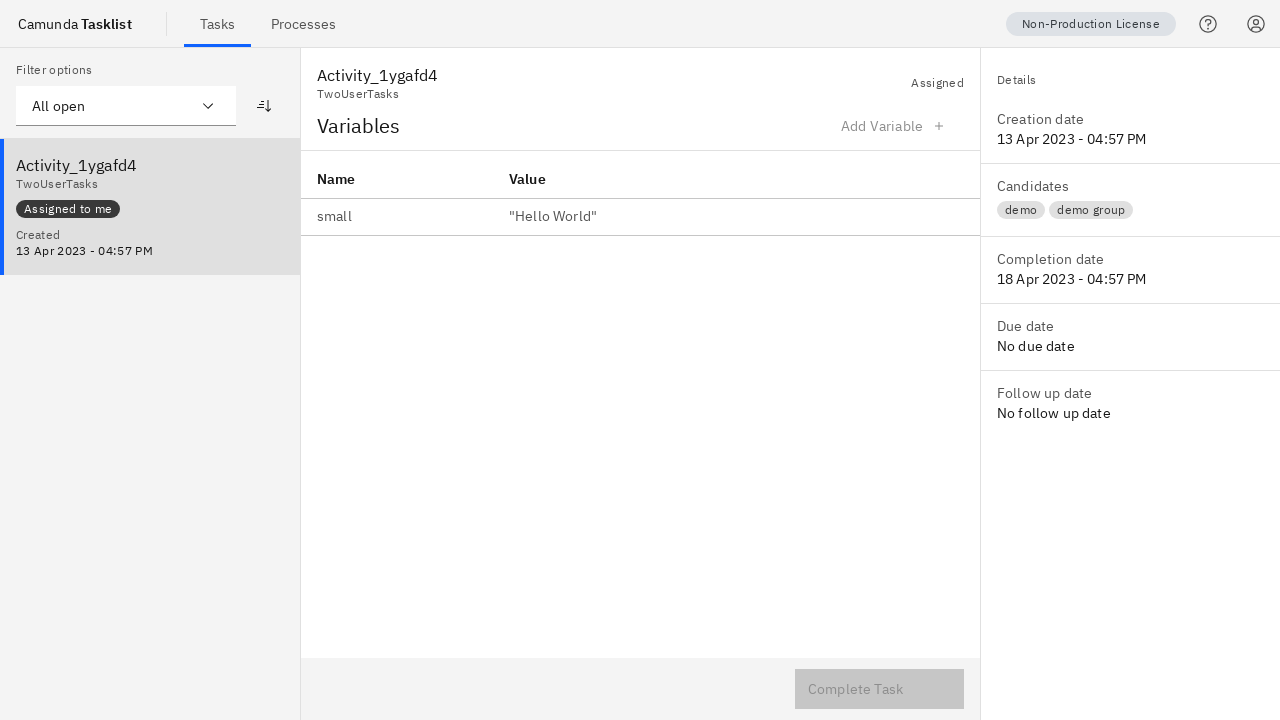 Camunda Tasklist
Tasks
Processes
Non-Production License
Filter options
All open
Activity_1ygafd4
TwoUserTasks
Assigned to me
Created
13 Apr 2023 - 04:57 PM
Activity_1ygafd4
TwoUserTasks
Assigned
Variables
Add Variable
Name Value
small "Hello World"
Complete Task
Details
Creation date
13 Apr 2023 - 04:57 PM
Candidates
demo demo group
Completion date
18 Apr 2023 - 04:57 PM
Due date
No due date
Follow up date
No follow up date